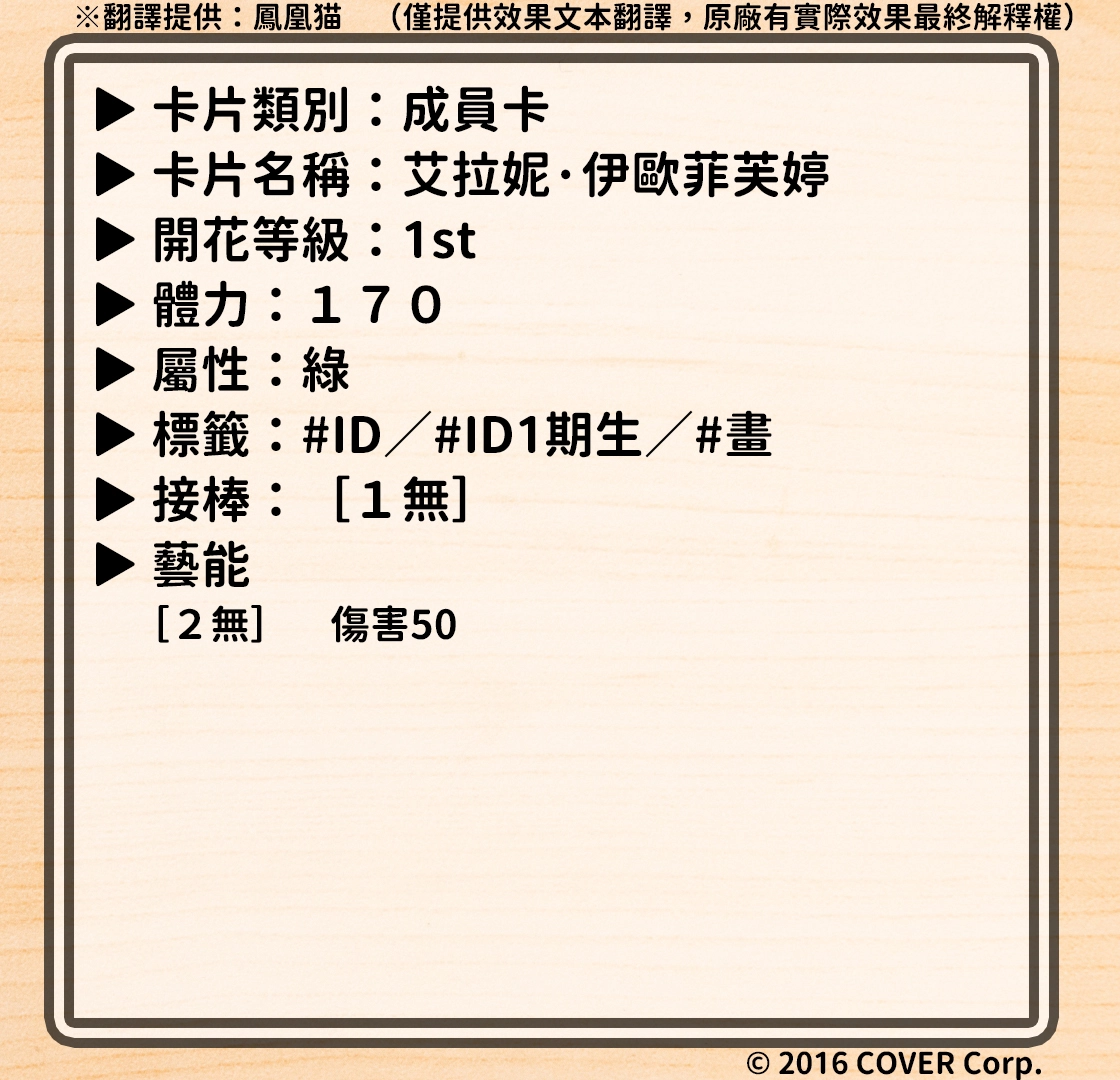 ※翻譯提供：鳳凰猫　（僅提供效果文本翻譯，原廠有實際效果最終解釋權）
▶ 卡片類別：成員卡
▶ 卡片名稱：艾拉妮·伊歐菲芙婷
▶ 開花等級：1st
▶ 體力：１７０
▶ 屬性：綠
▶ 標籤：#ID／#ID1期生／#畫
▶ 接棒：［１無］
▶ 藝能
［２無］　傷害50
© 2016 COVER Corp.